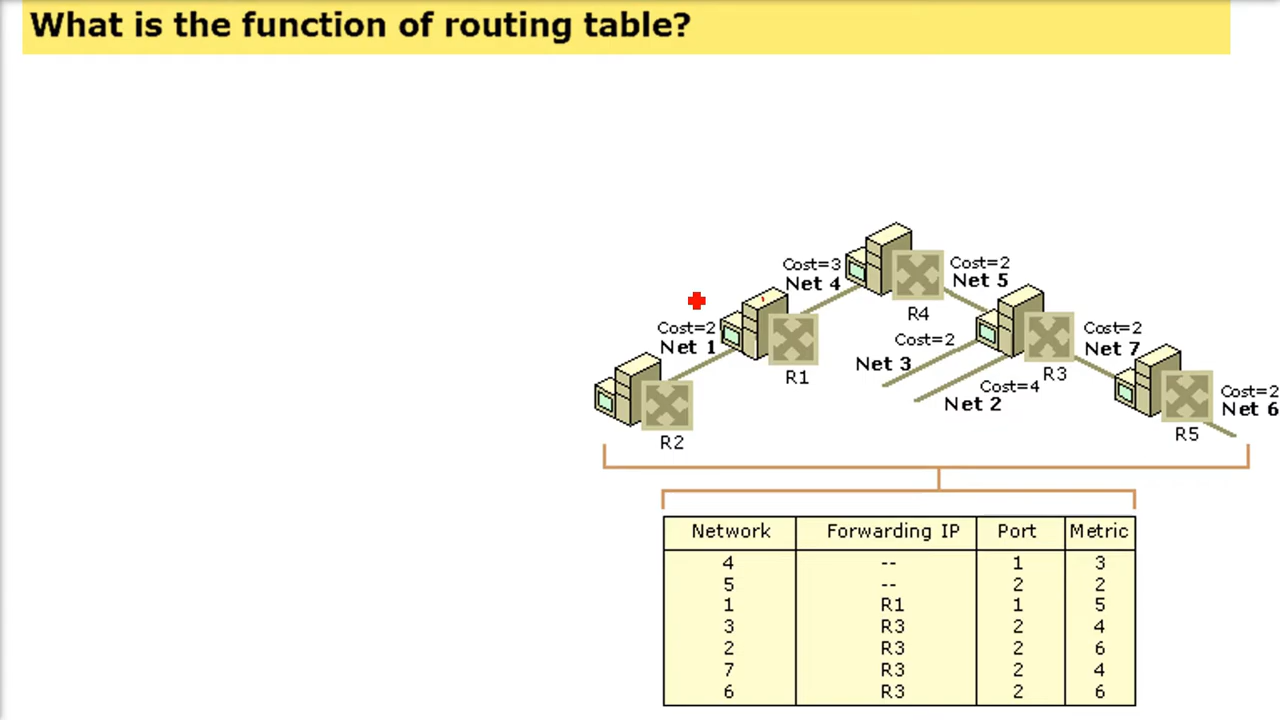 What is the function of routing table?
Cost=3
Net 4
Cost=2
Net 5
R4
Cost=2
Net 1
R1
Cost=2
Net 3
Cost=4
Net 2
R3
Cost=2
Net 7
Cost=2
Net 6
R5
R2
Network Forwarding IP Port Metric
4 -- 1 3
5 -- 2 2
1 R1 1 5
3 R3 2 4
2 R3 2 6
7 R3 2 4
6 R3 2 6